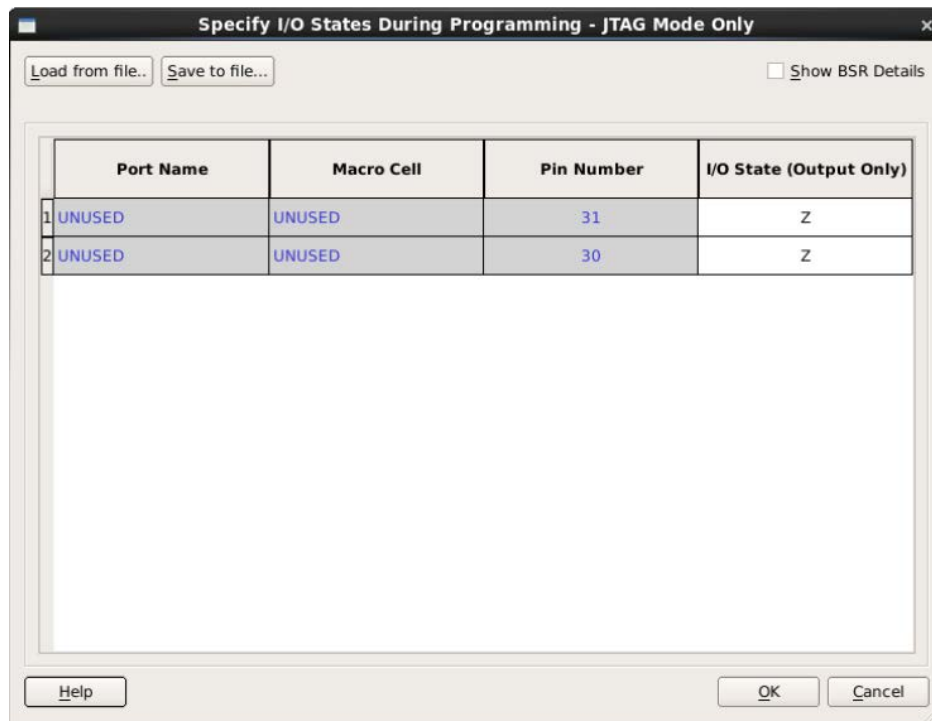 Specify I/O States During Programming - JTAG Mode Only
Load from file.. Save to file... Show BSR Details
Port Name Macro Cell Pin Number I/O State (Output Only)
1 UNUSED UNUSED 31 Z
2 UNUSED UNUSED 30 Z
Help OK Cancel